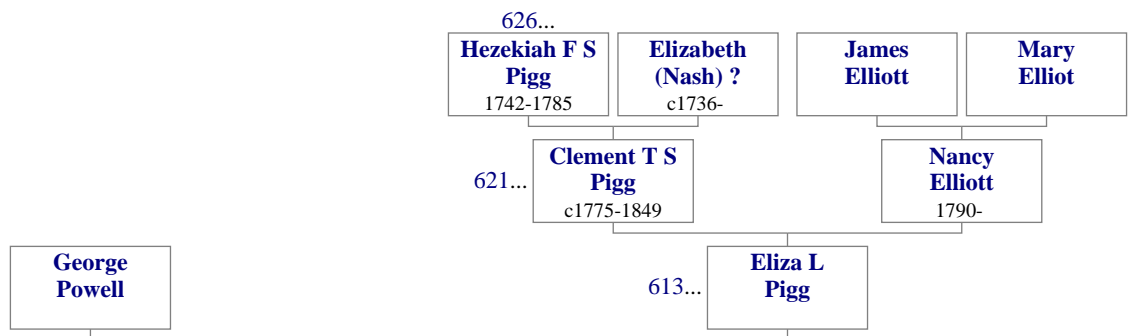 626...
Hezekiah F S
Pigg
1742-1785
Elizabeth
(Nash) ?
c1736-
James
Elliott
Mary
Elliot
621...
Clement T S
Pigg
c1775-1849
Nancy
Elliott
1790-
George
Powell
613...
Eliza L
Pigg